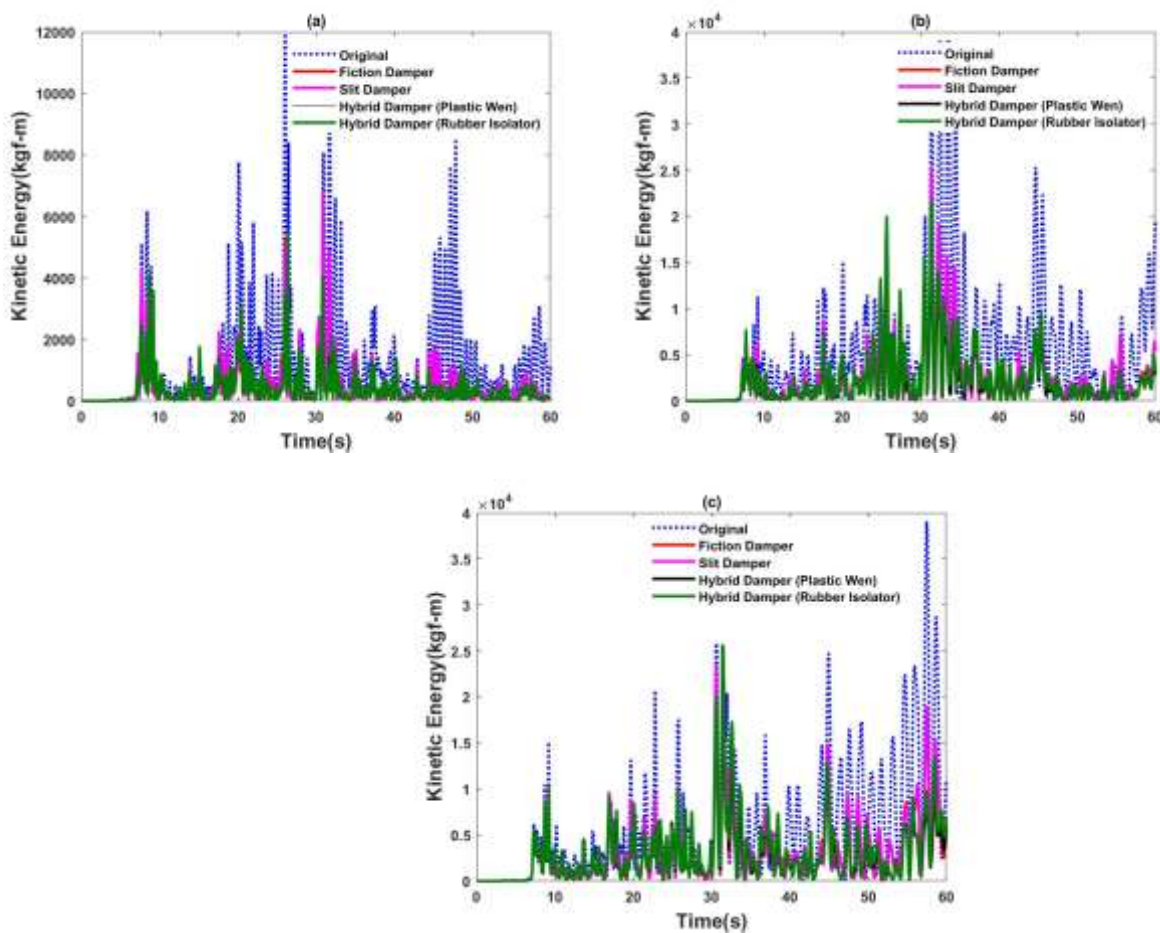 (a)
12000
10000
8000
6000
4000
2000
0
Kinetic Energy(kgf-m)
Original
Fiction Damper
Slit Damper
Hybrid Damper (Plastic Wen)
Hybrid Damper (Rubber Isolator)
0 10 20 30 40 50 60
Time(s)
(b)
×10⁴
4
3.5
3
2.5
2
1.5
1
0.5
0
Kinetic Energy(kgf-m)
Original
Fiction Damper
Slit Damper
Hybrid Damper (Plastic Wen)
Hybrid Damper (Rubber Isolator)
0 10 20 30 40 50 60
Time(s)
(c)
×10⁴
4
3.5
3
2.5
2
1.5
1
0.5
0
Kinetic Energy(kgf-m)
Original
Fiction Damper
Slit Damper
Hybrid Damper (Plastic Wen)
Hybrid Damper (Rubber Isolator)
0 10 20 30 40 50 60
Time(s)